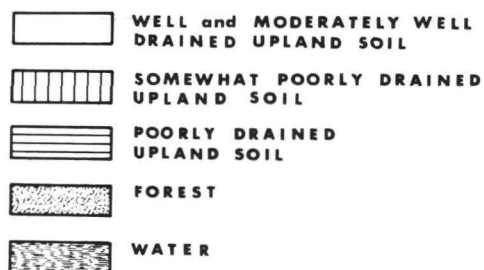 WELL and MODERATELY WELL
DRAINED UPLAND SOIL
SOMEWHAT POORLY DRAINED
UPLAND SOIL
POORLY DRAINED
UPLAND SOIL
FOREST
WATER